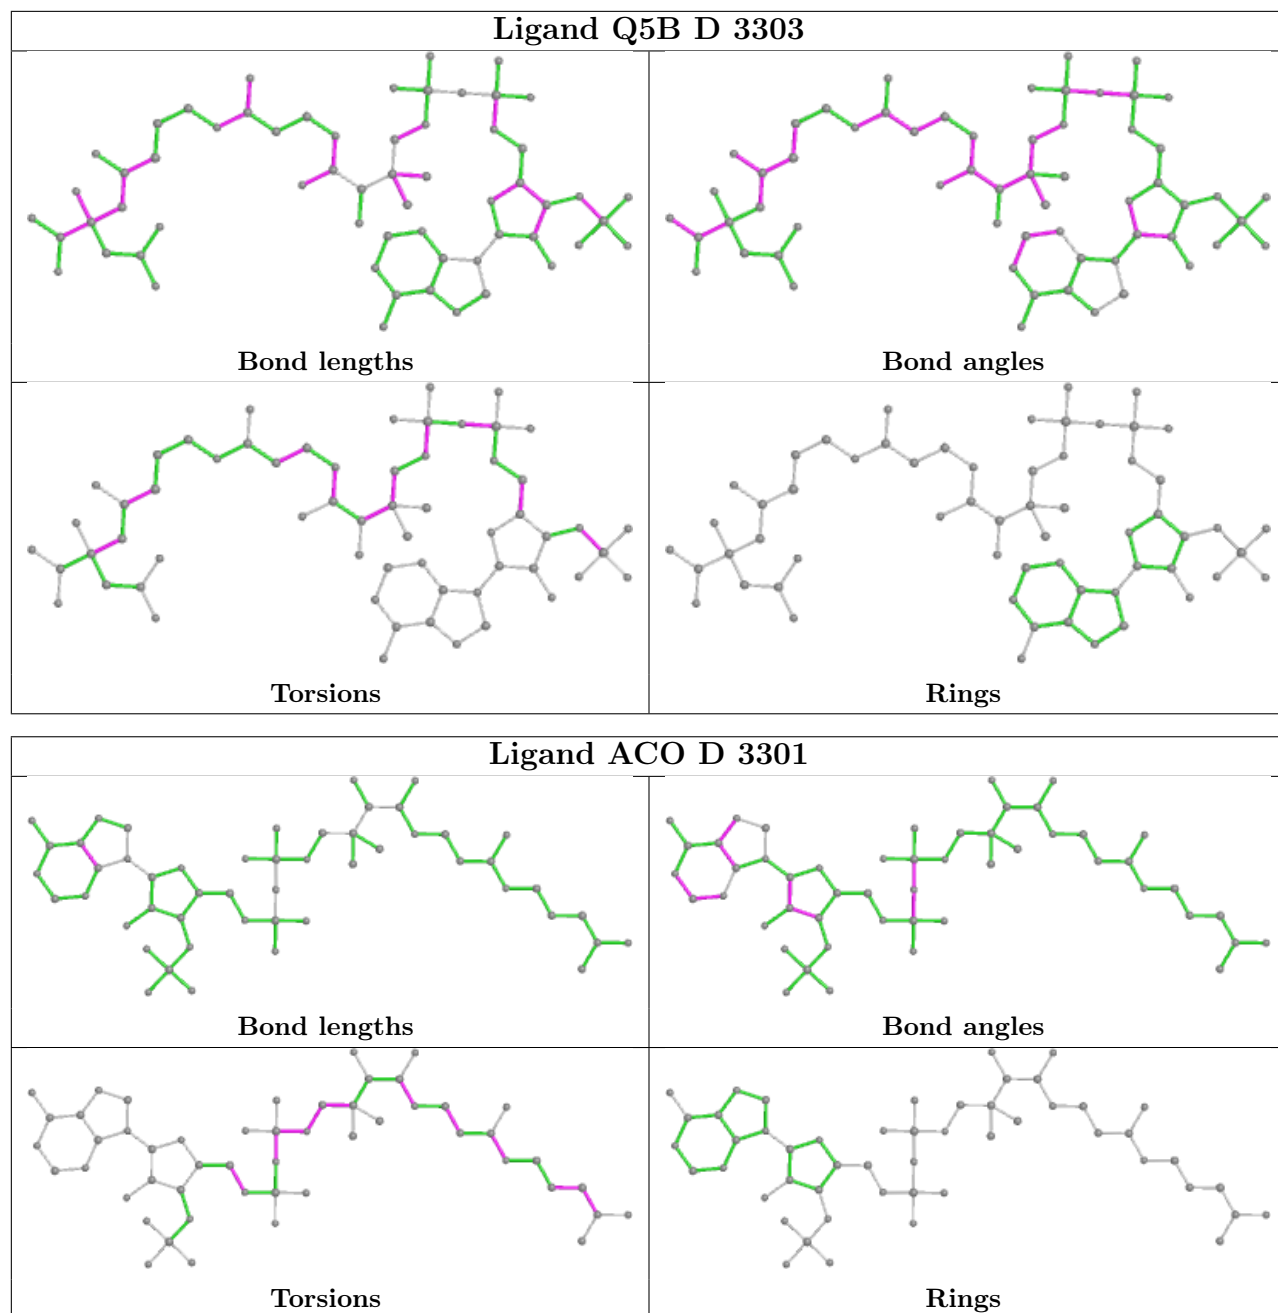 Ligand Q5B D 3303
Bond lengths
Bond angles
Torsions
Rings
Ligand ACO D 3301
Bond lengths
Bond angles
Torsions
Rings